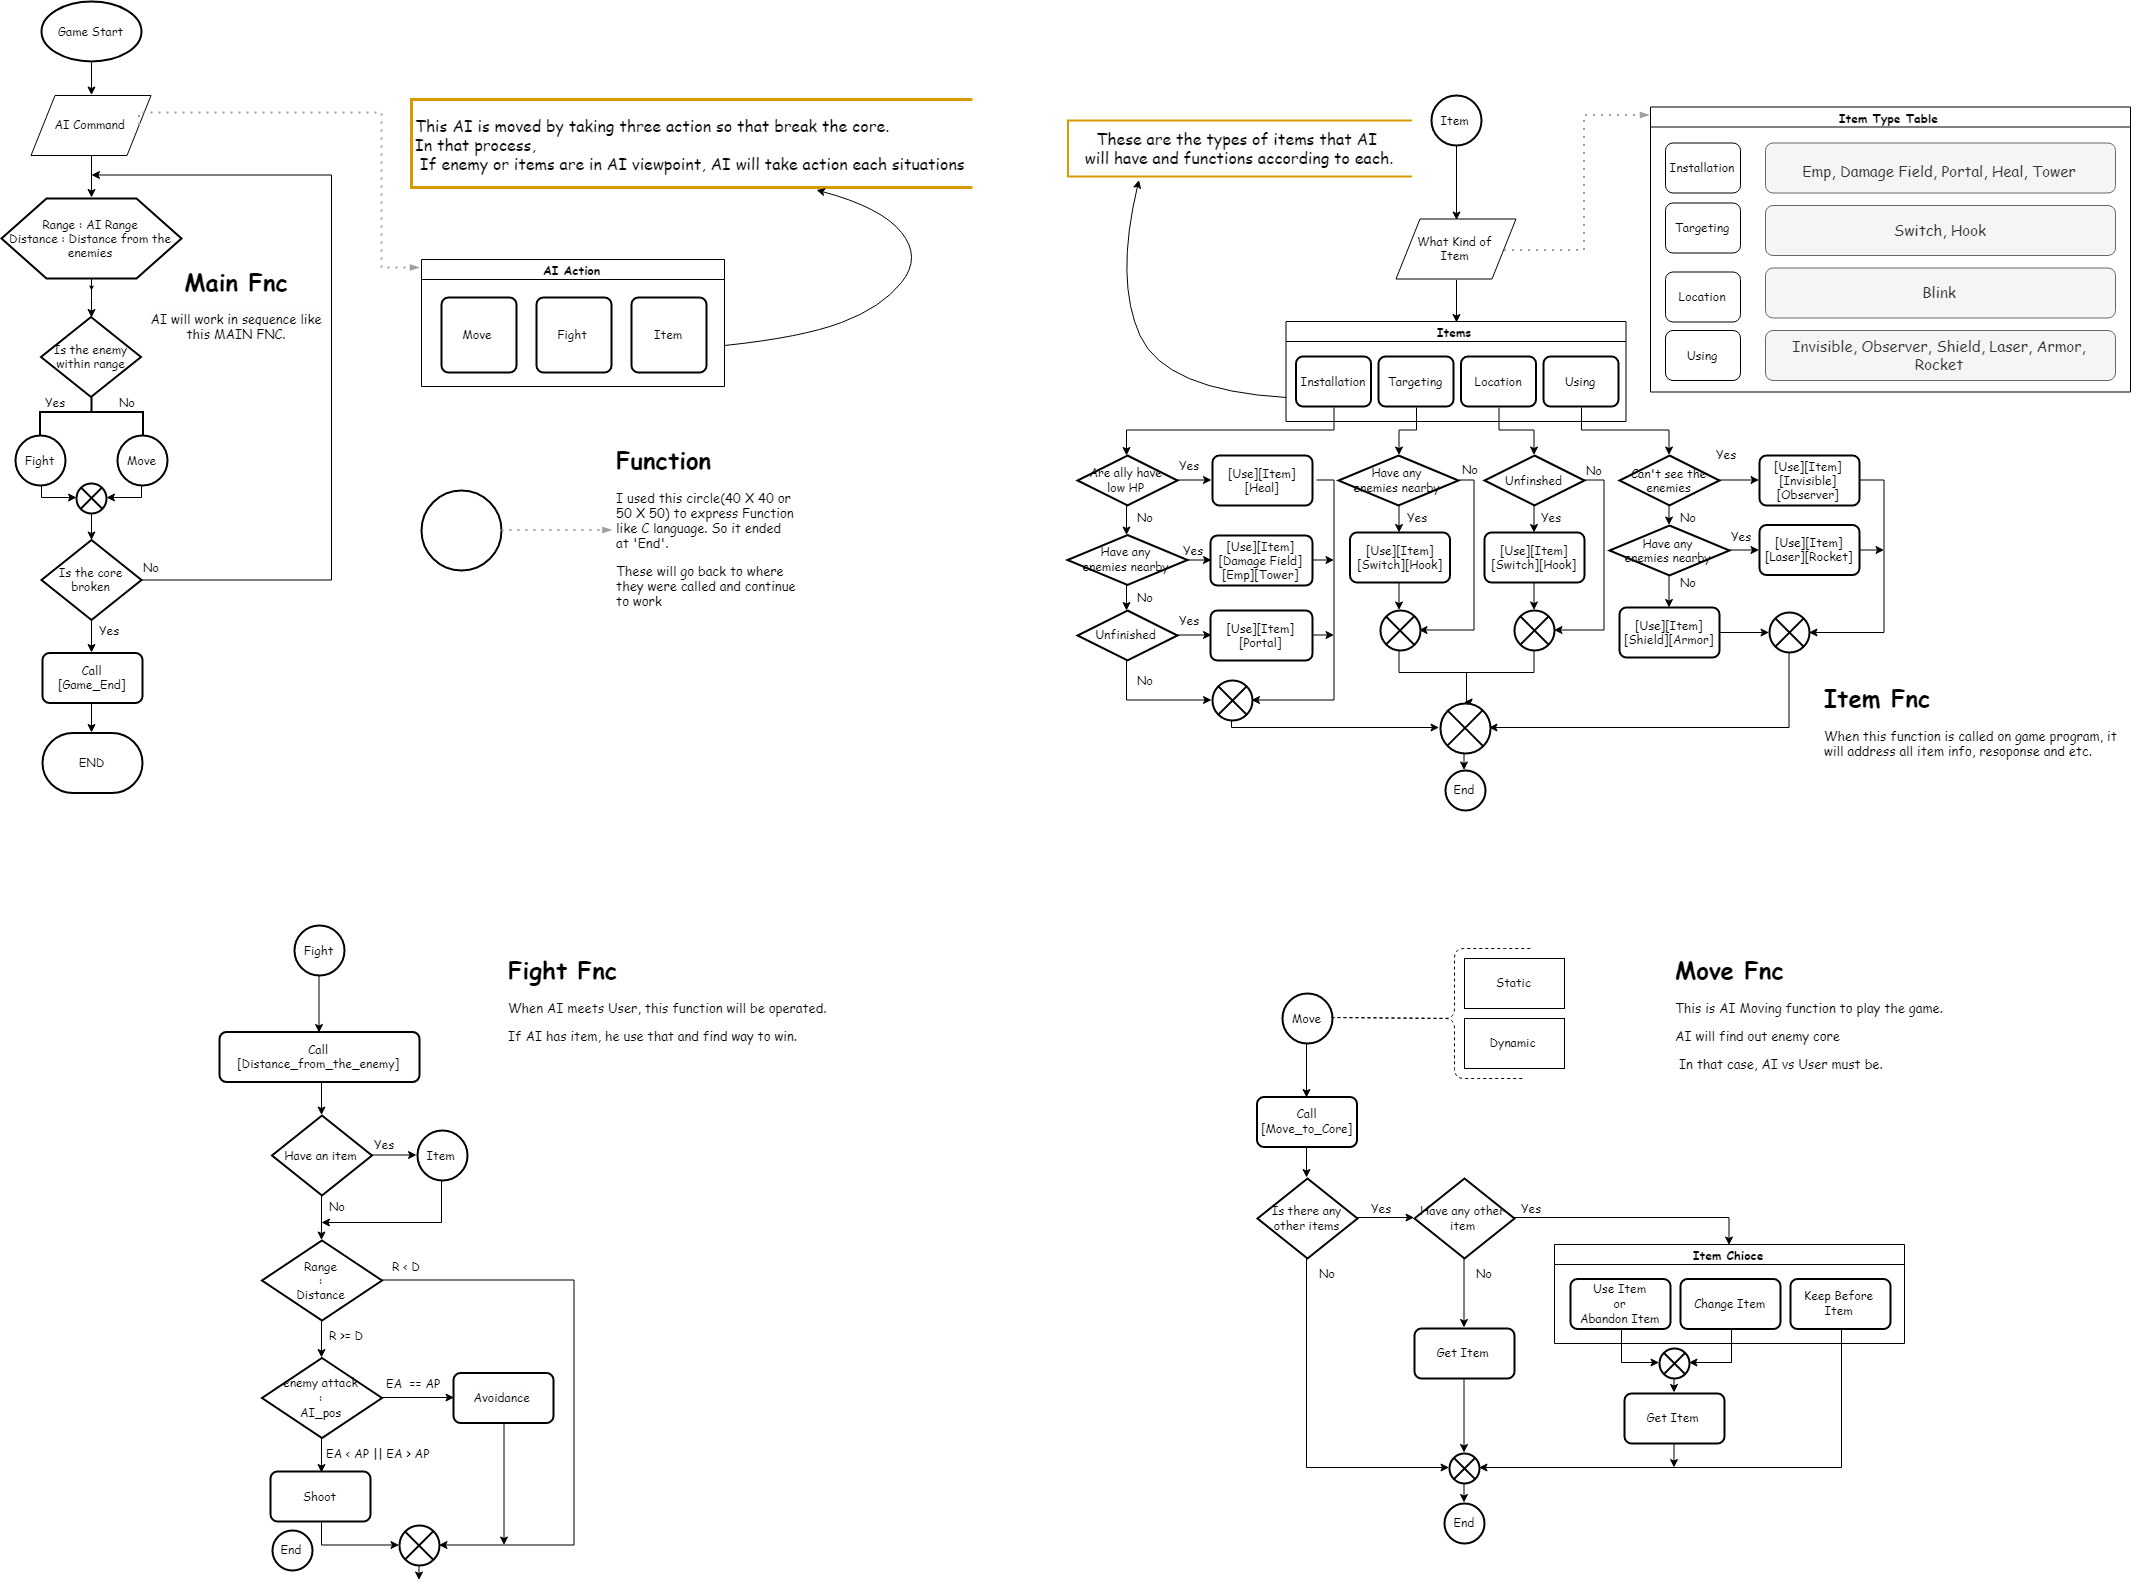 Game Start
AI Command
Range : AI Range
Distance : Distance from the
enemies
Main Fnc
AI will work in sequence like
this MAIN FNC.
Is the enemy
within range
Yes
No
Fight
Move
Is the core
broken
No
Yes
Call
[Game_End]
END
This AI is moved by taking three action so that break the core.
In that process,
If enemy or items are in AI viewpoint, AI will take action each situations
AI Action
Move
Fight
Item
Function
I used this circle(40 X 40 or
50 X 50) to express Function
like C language. So it ended
at 'End'.
These will go back to where
they were called and continue
to work
These are the types of items that AI
will have and functions according to each.
Item
What Kind of
Item
Item Type Table
Installation
Emp, Damage Field, Portal, Heal, Tower
Targeting
Switch, Hook
Location
Blink
Using
Invisible, Observer, Shield, Laser, Armor,
Rocket
Items
Installation
Targeting
Location
Using
Are ally have
low HP
Yes
[Use][Item]
[Heal]
No
Have any
enemies nearby
Yes
[Use][Item]
[Damage Field]
[Emp][Tower]
No
Unfinished
Yes
[Use][Item]
[Portal]
No
Have any
enemies nearby
No
Yes
[Use][Item]
[Switch][Hook]
Unfinshed
No
Yes
[Use][Item]
[Switch][Hook]
Can't see the
enemies
Yes
[Use][Item]
[Invisible]
[Observer]
No
Have any
enemies nearby
Yes
[Use][Item]
[Laser][Rocket]
No
[Use][Item]
[Shield][Armor]
End
Item Fnc
When this function is called on game program, it
will address all item info, resoponse and etc.
Fight
Fight Fnc
When AI meets User, this function will be operated.
If AI has item, he use that and find way to win.
Call
[Distance_from_the_enemy]
Have an item
Yes
Item
No
Range
:
Distance
R < D
R >= D
enemy attack
:
AI_pos
EA == AP
Avoidance
EA < AP || EA > AP
Shoot
End
Move
Static
Dynamic
Move Fnc
This is AI Moving function to play the game.
AI will find out enemy core
In that case, AI vs User must be.
Call
[Move_to_Core]
Is there any
other items
Yes
Have any other
item
Yes
No
No
Item Chioce
Use Item
or
Abandon Item
Change Item
Keep Before
Item
Get Item
Get Item
End